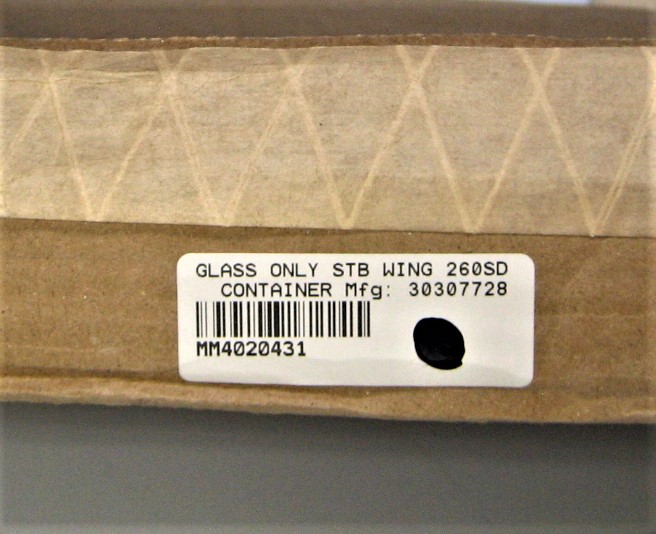 GLASS ONLY STB WING 260SD
CONTAINER Mfg: 30307728
MM4020431